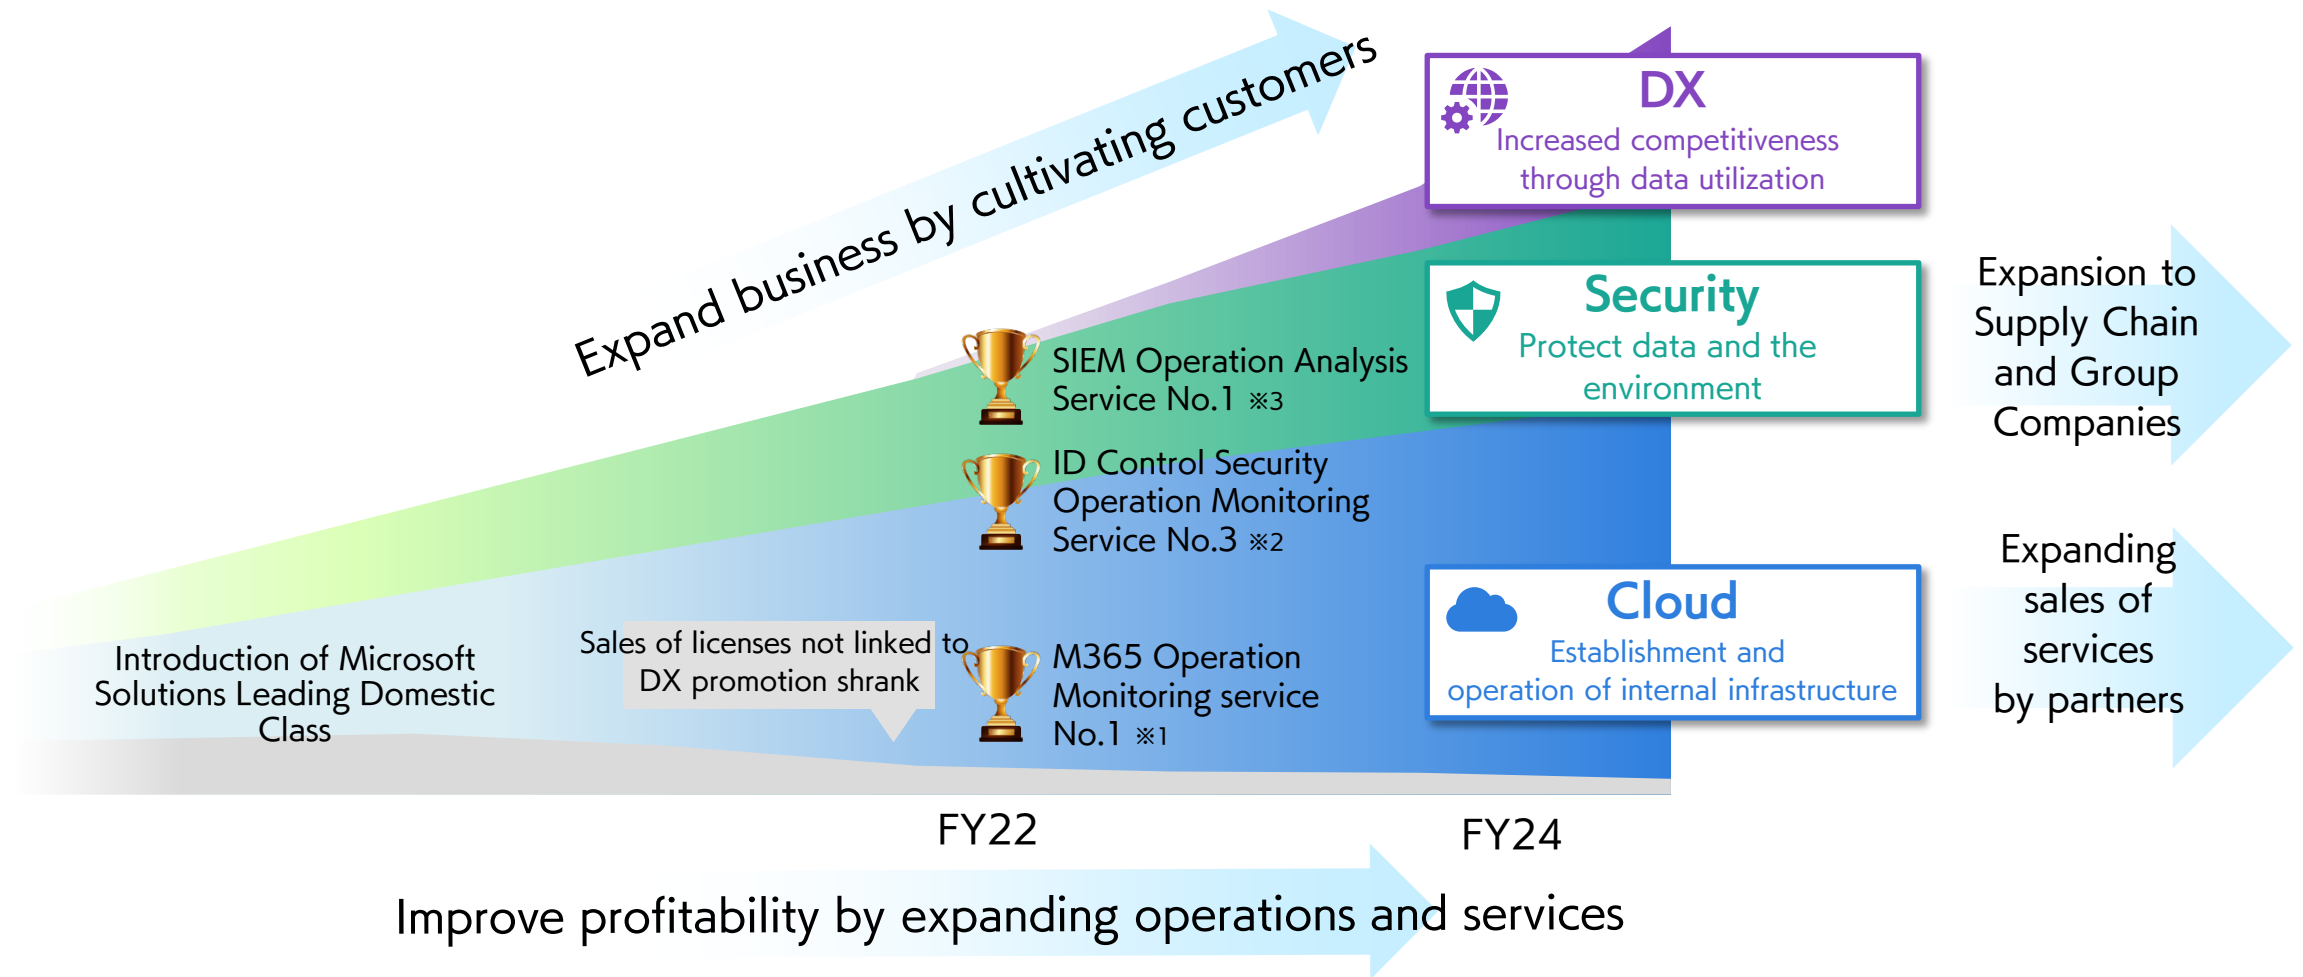 Expand business by cultivating customers
DX
Increased competitiveness
through data utilization
Security
Protect data and the
environment
Expansion to
Supply Chain
and Group
Companies
SIEM Operation Analysis
Service No.1 ※3
ID Control Security
Operation Monitoring
Service No.3 ※2
Cloud
Establishment and
operation of internal infrastructure
Expanding
sales of
services
by partners
Introduction of Microsoft
Solutions Leading Domestic
Class
Sales of licenses not linked to
DX promotion shrank
M365 Operation
Monitoring service
No.1 ※1
FY22
FY24
Improve profitability by expanding operations and services